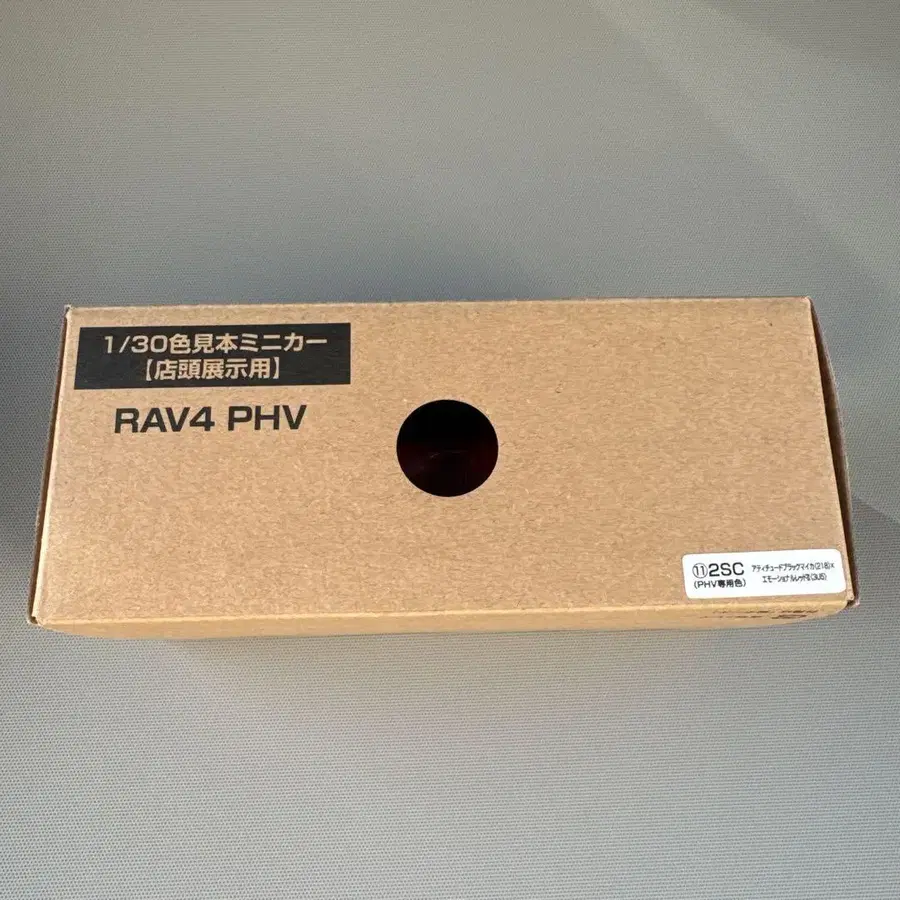 1/30色見本ミニカー
【店頭展示用】
RAV4 PHV
⑪2SC
(PHV専用色)
アティチュードブラックマイカ(218)×
エモーショナルレッドⅡ(3U5)